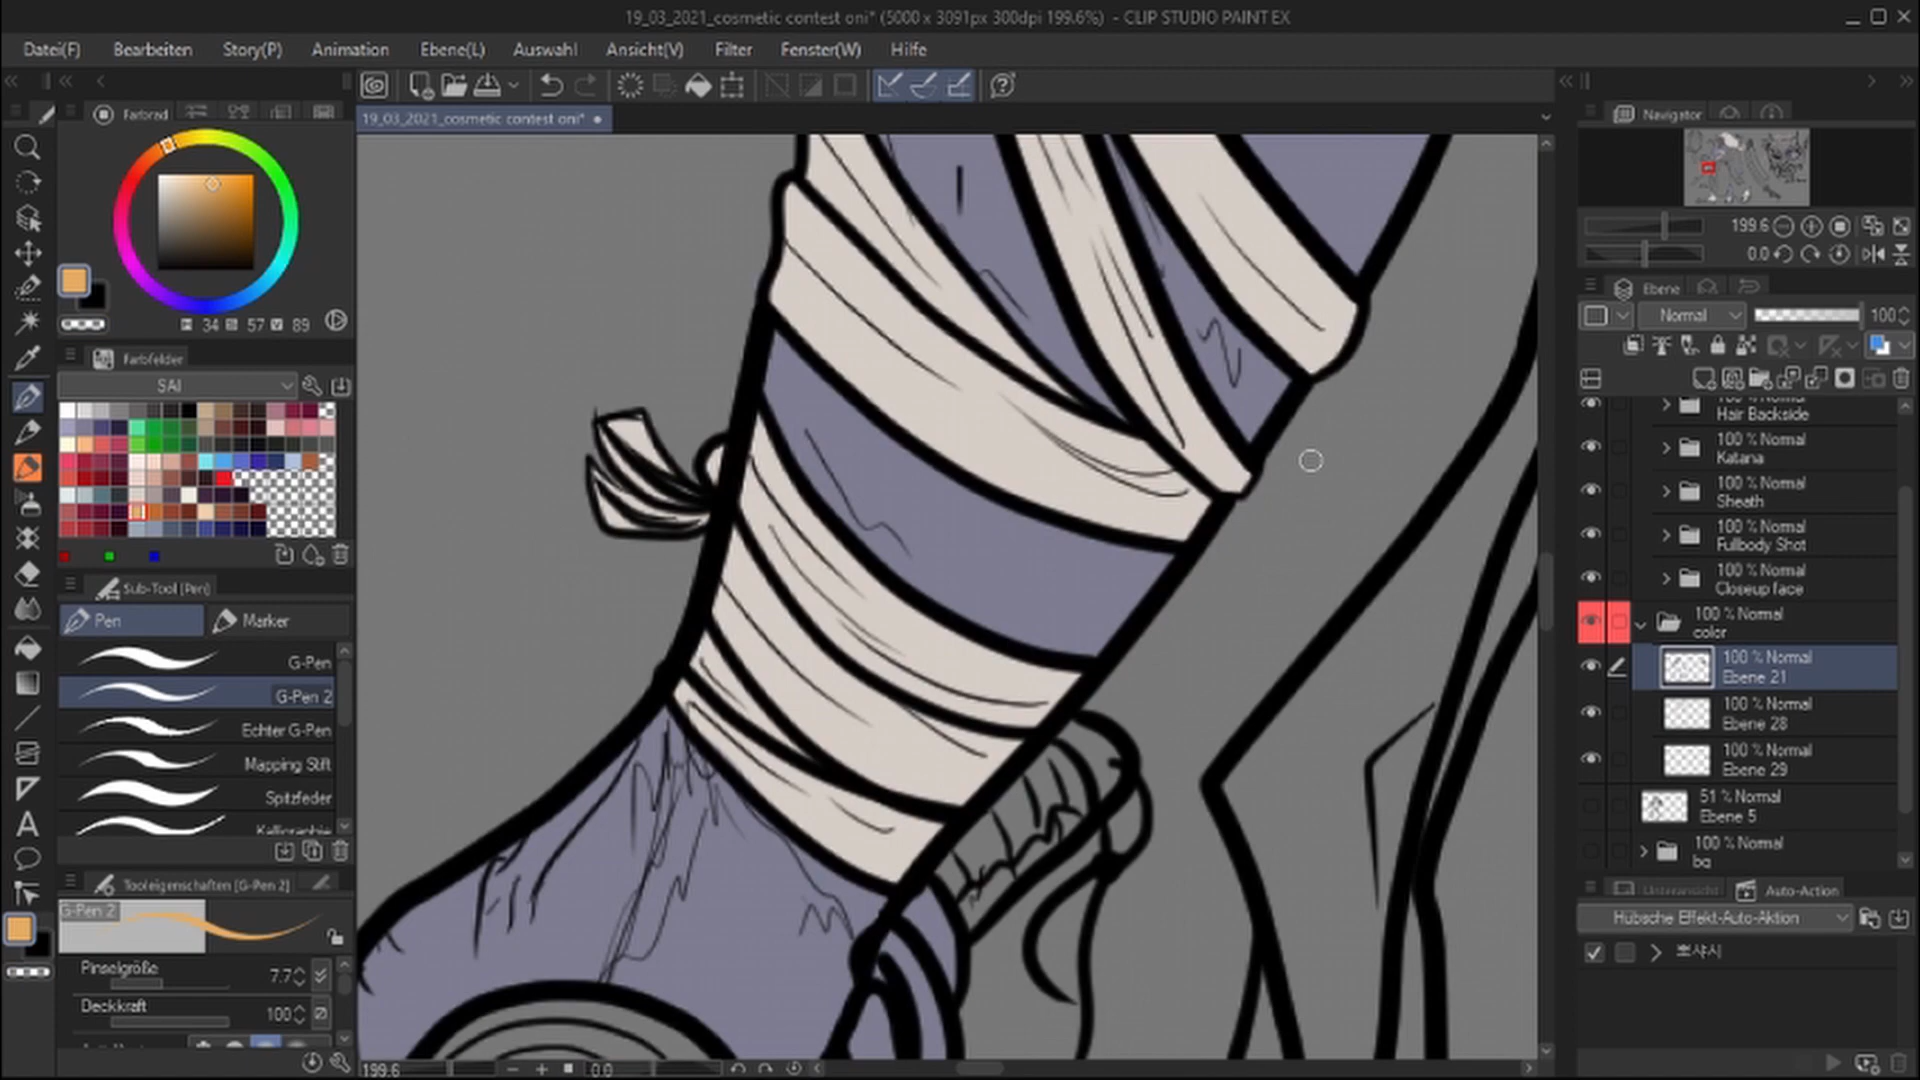 19_03_2021_cosmetic contest oni* (5000 x 3091px 300dpi 199.6%) - CLIP STUDIO PAINT EX
Datei(F) Bearbeiten Story(P) Animation Ebene(L) Auswahl Ansicht(V) Filter Fenster(W) Hilfe
Farbrad
19_03_2021_cosmetic contest oni*
Navigator
199.6
0.0
34 57 89
Farbfelder
SAI
Ebene
Normal 100
Hair Backside
100 % Normal
Katana
100 % Normal
Sheath
100 % Normal
Fullbody Shot
100 % Normal
Closeup face
100 % Normal
color
100 % Normal
Ebene 21
100 % Normal
Ebene 28
100 % Normal
Ebene 29
51 % Normal
Ebene 5
100 % Normal
bg
Sub-Tool [Pen]
Pen Marker
G-Pen
G-Pen 2
Echter G-Pen
Mapping Stift
Spitzfeder
Kalligraphie
Tooleigenschaften [G-Pen 2]
G-Pen 2
Pinselgröße 7.7
Deckkraft 100
Unteransicht Auto-Action
Hübsche Effekt-Auto-Aktion
뽀샤시
199.6 0.0